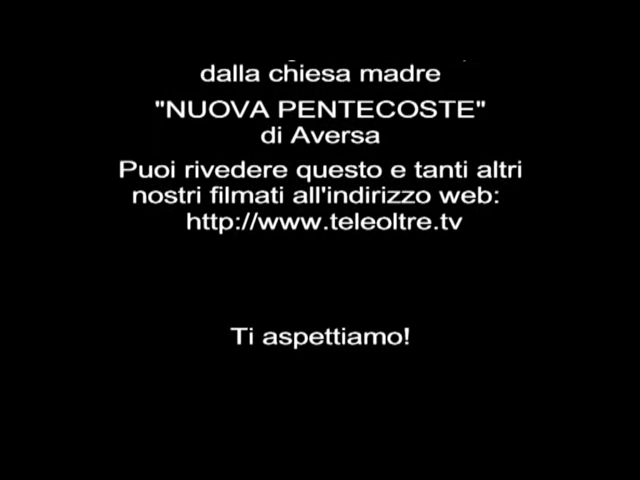 dalla chiesa madre
"NUOVA PENTECOSTE"
di Aversa
Puoi rivedere questo e tanti altri
nostri filmati all'indirizzo web:
http://www.teleoltre.tv
Ti aspettiamo!